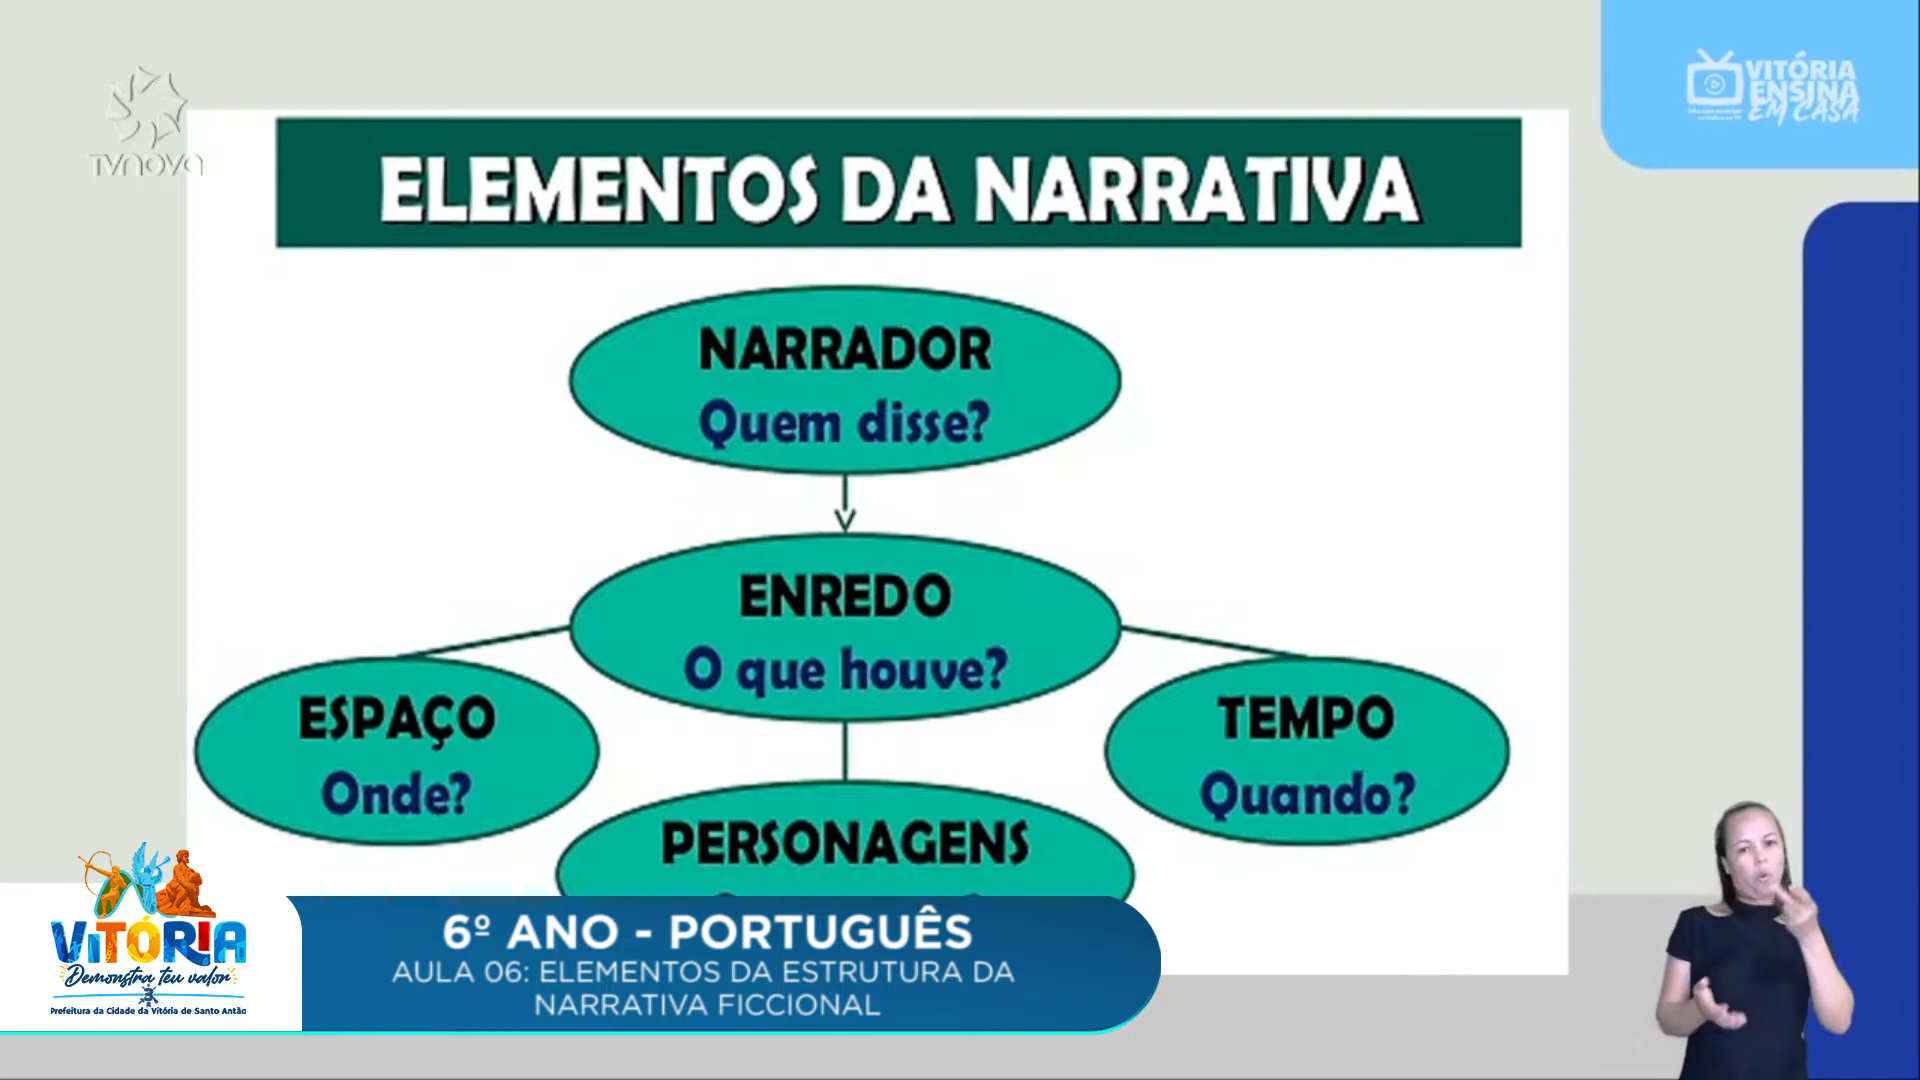 TVNOVA
VITÓRIA
ENSINA
EM CASA
ELEMENTOS DA NARRATIVA
NARRADOR
Quem disse?
ENREDO
O que houve?
ESPAÇO
Onde?
TEMPO
Quando?
PERSONAGENS
VITÓRIA
Demonstra teu valor
Prefeitura da Cidade da Vitória de Santo Antão
6º ANO - PORTUGUÊS
AULA 06: ELEMENTOS DA ESTRUTURA DA
NARRATIVA FICCIONAL